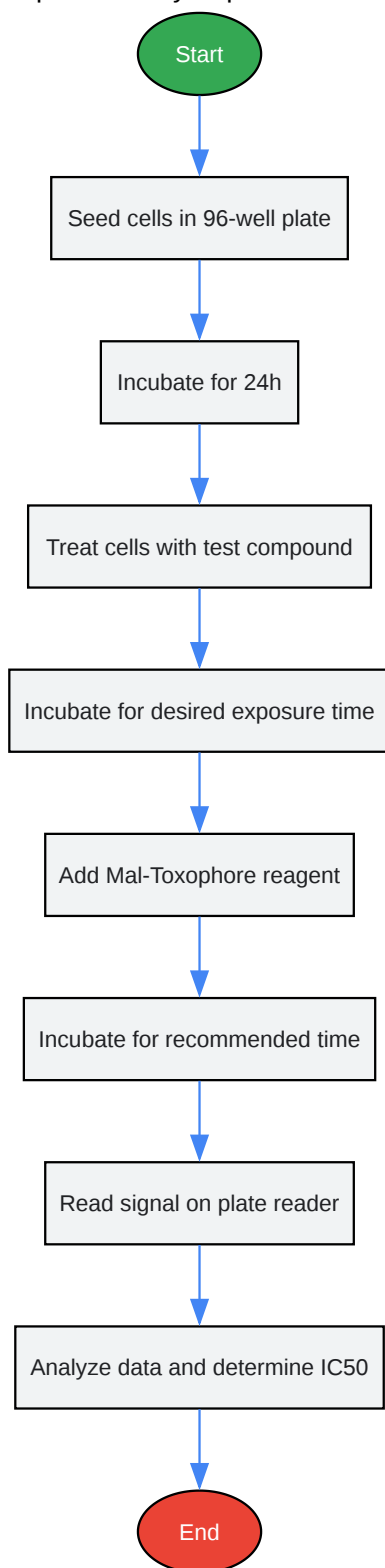 Start
Seed cells in 96-well plate
Incubate for 24h
Treat cells with test compound
Incubate for desired exposure time
Add Mal-Toxophore reagent
Incubate for recommended time
Read signal on plate reader
Analyze data and determine IC50
End